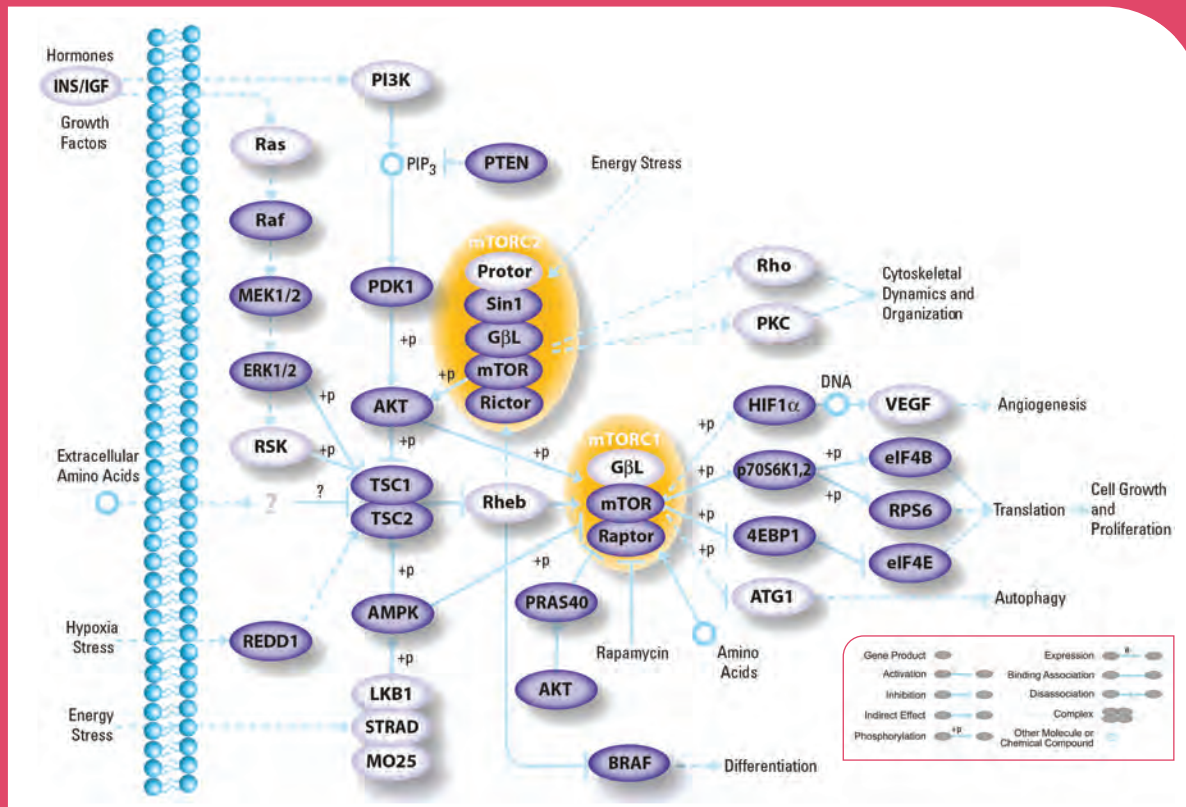 Hormones
INS/IGF
Growth
Factors
PI3K
Ras
PIP3
PTEN
Energy Stress
Raf
mTORC2
Protor
Sin1
GβL
mTOR
Rictor
Rho
PKC
Cytoskeletal
Dynamics and
Organization
MEK1/2
PDK1
+p
+p
ERK1/2
+p
AKT
+p
RSK
+p
+p
Extracellular
Amino Acids
?
?
TSC1
TSC2
Rheb
mTORC1
GβL
mTOR
Raptor
+p
HIF1α
DNA
VEGF
Angiogenesis
+p
p70S6K1,2
+p
+p
eIF4B
RPS6
Translation
Cell Growth
and
Proliferation
+p
4EBP1
eIF4E
+p
ATG1
Autophagy
+p
AMPK
PRAS40
Hypoxia
Stress
REDD1
+p
Rapamycin
Amino
Acids
AKT
LKB1
STRAD
MO25
Energy
Stress
BRAF
Differentiation
Gene Product
Activation
Inhibition
Indirect Effect
Phosphorylation
+p
Expression
e
Binding Association
Disassociation
Complex
Other Molecule or
Chemical Compound